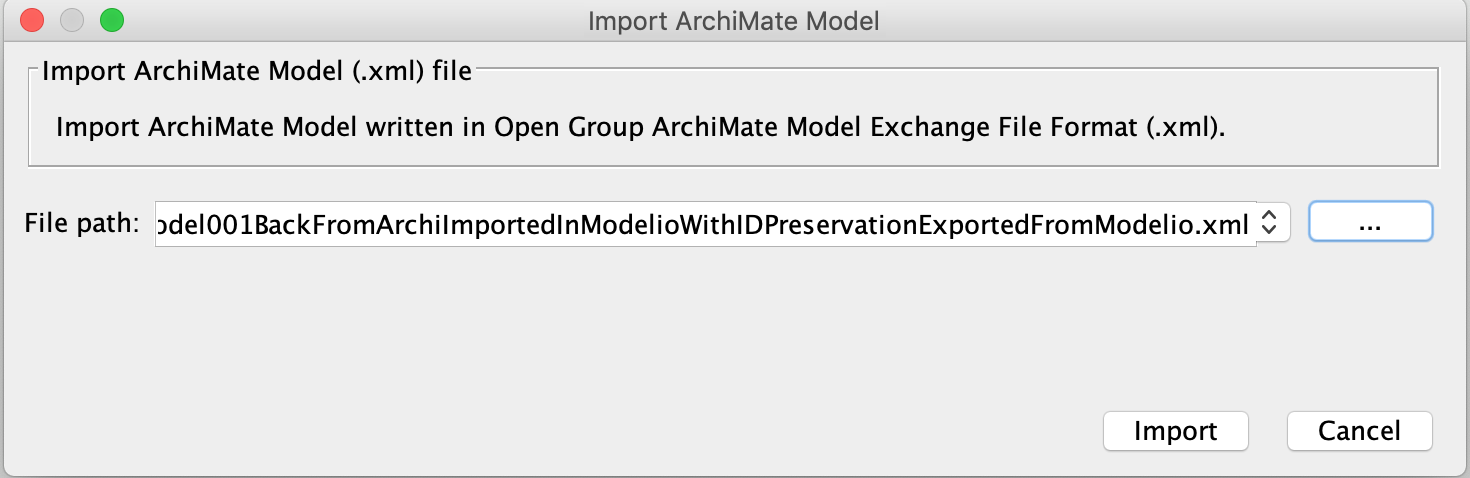 Import ArchiMate Model
Import ArchiMate Model (.xml) file
Import ArchiMate Model written in Open Group ArchiMate Model Exchange File Format (.xml).
File path: odel001BackFromArchiImportedInModelioWithIDPreservationExportedFromModelio.xml ...
Import Cancel